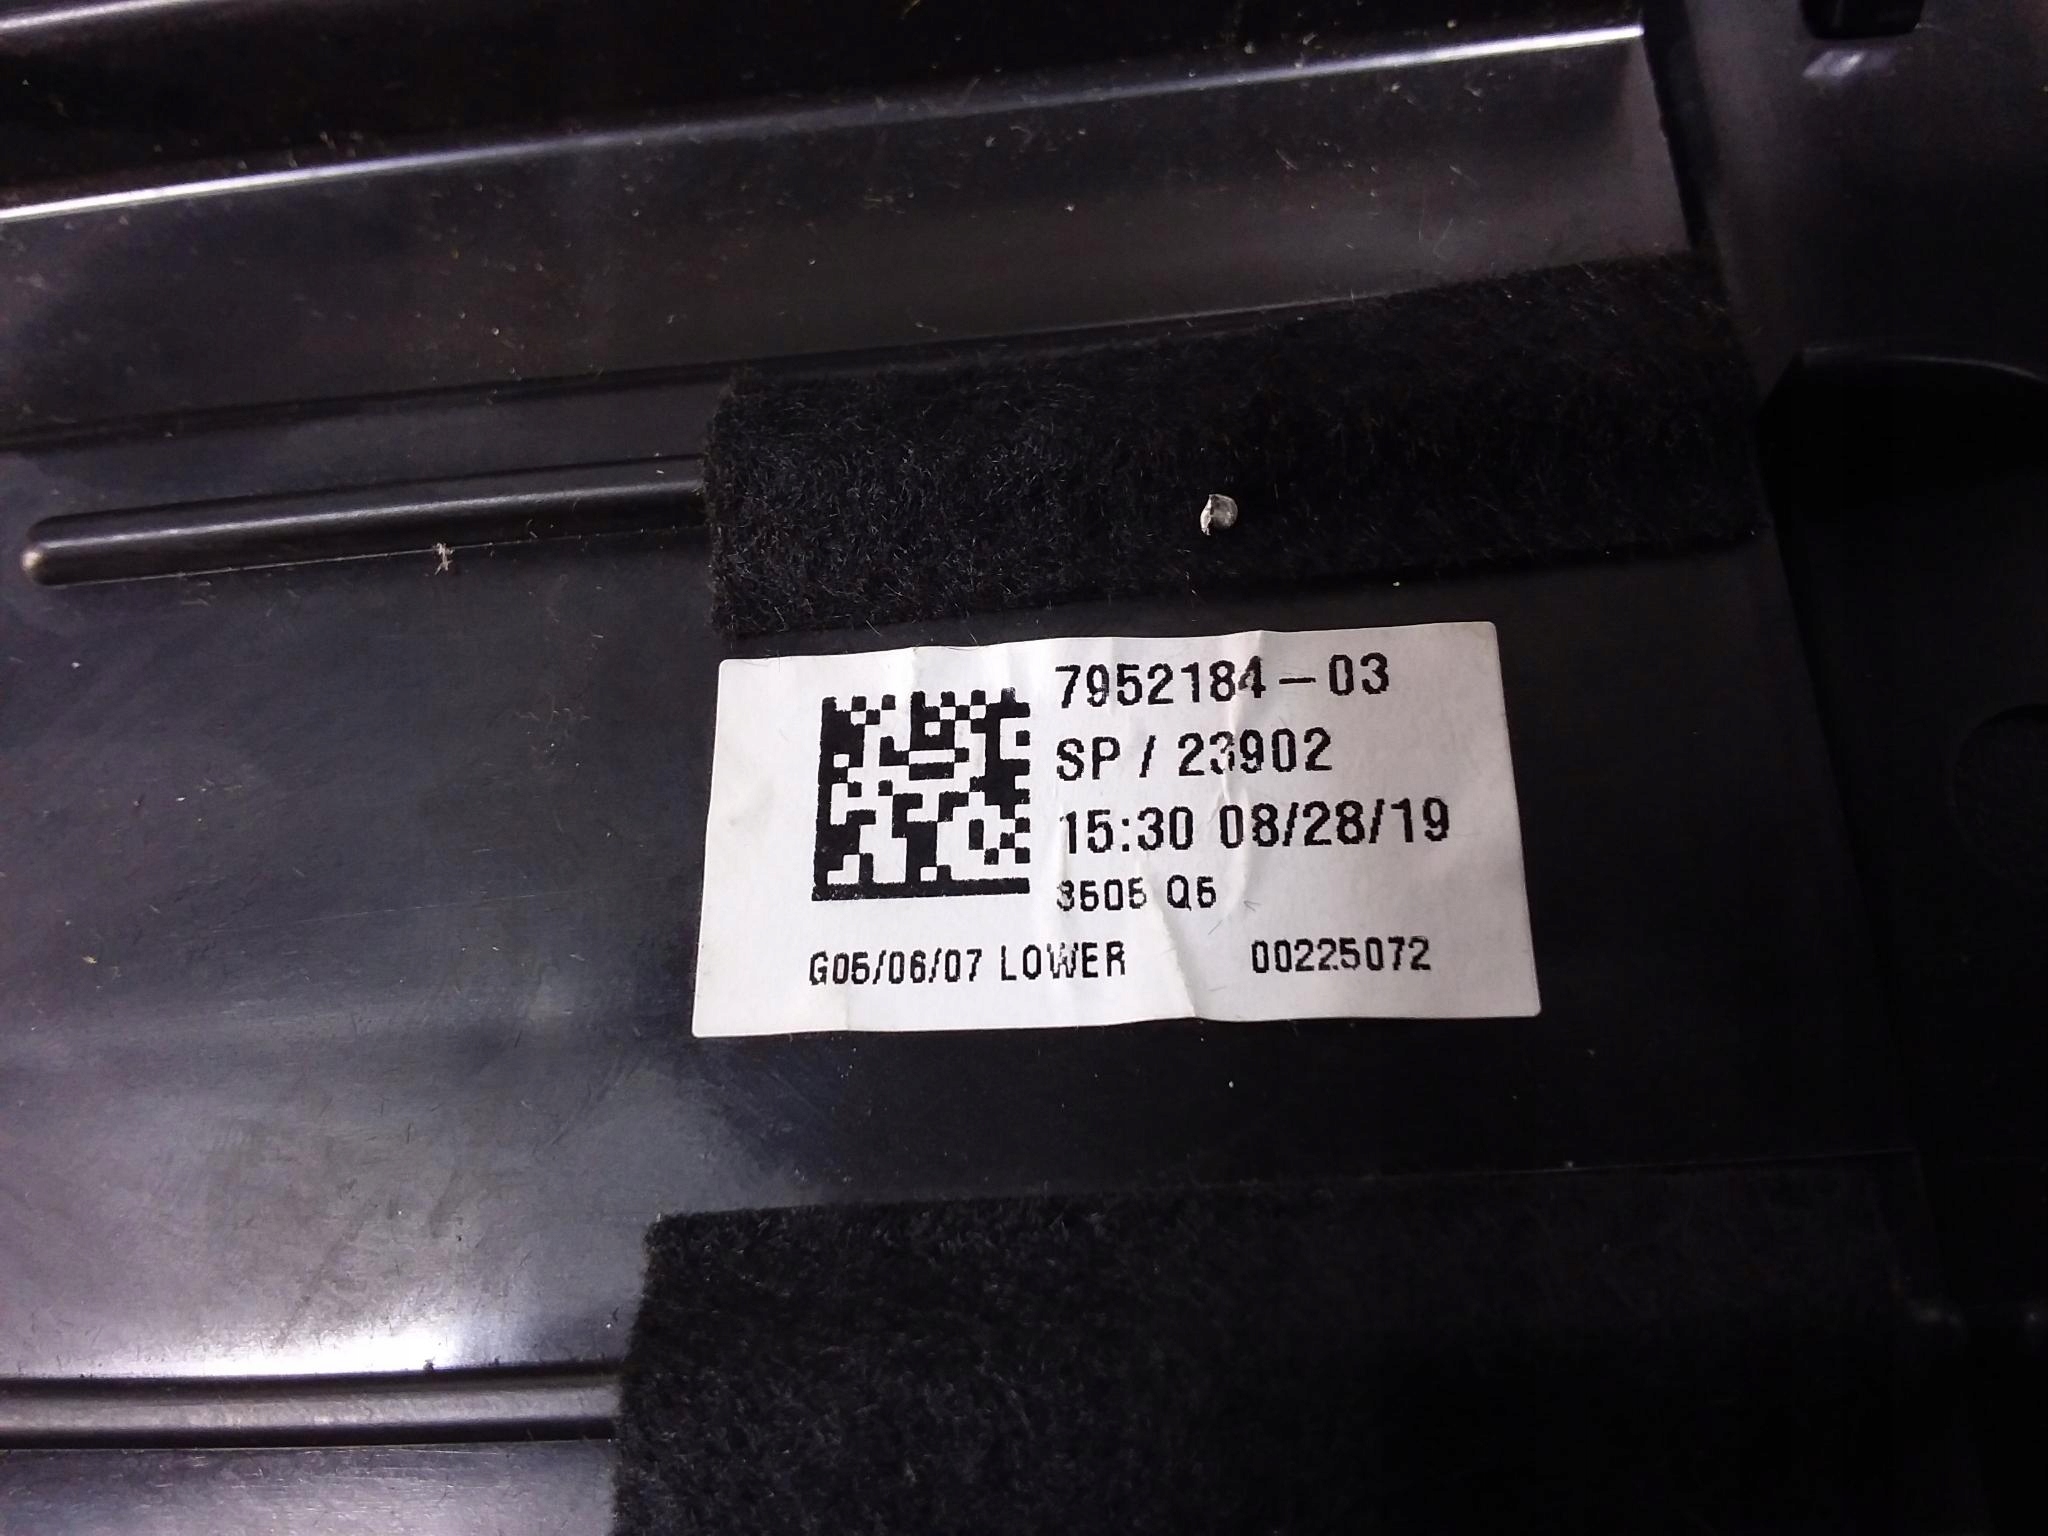 7952184-03
SP / 23902
15:30 08/28/19
3505 Q5
G05/06/07 LOWER 00225072